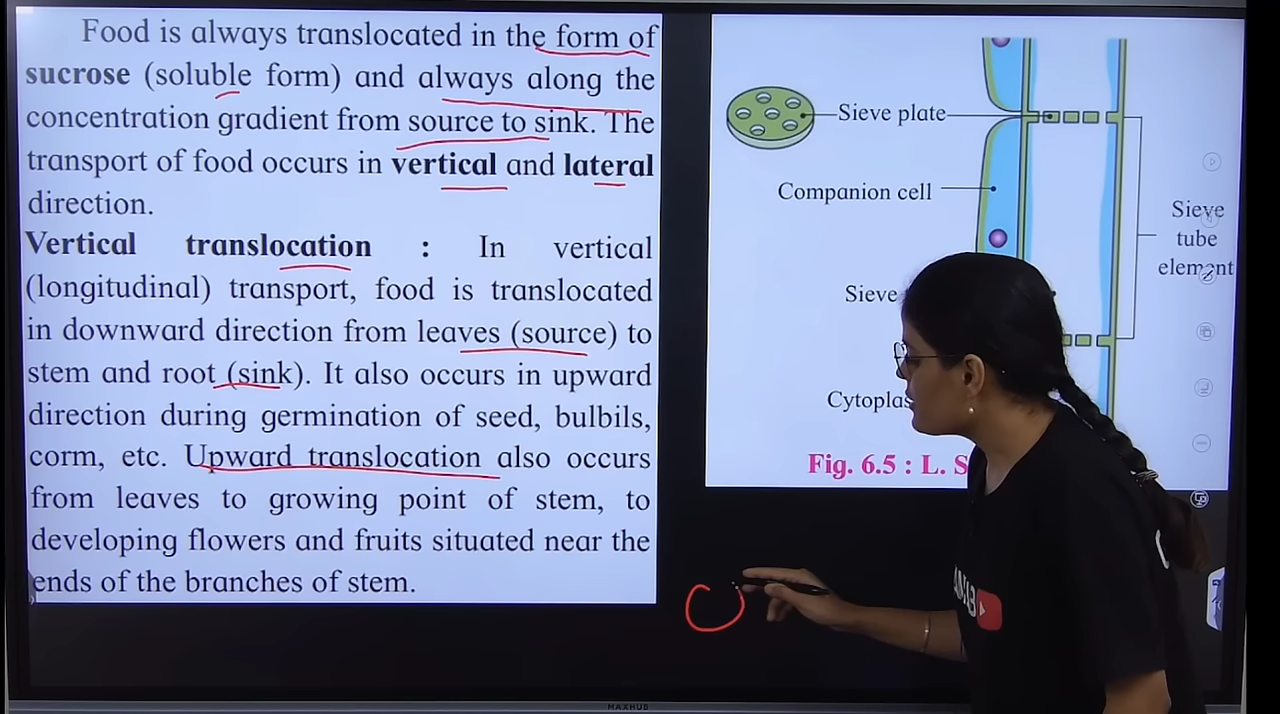 Food is always translocated in the form of
sucrose (soluble form) and always along the
concentration gradient from source to sink. The
transport of food occurs in vertical and lateral
direction.
Vertical translocation : In vertical
(longitudinal) transport, food is translocated
in downward direction from leaves (source) to
stem and root (sink). It also occurs in upward
direction during germination of seed, bulbils,
corm, etc. Upward translocation also occurs
from leaves to growing point of stem, to
developing flowers and fruits situated near the
ends of the branches of stem.
Sieve plate
Companion cell
Sieve
tube
element
Sieve
Fig. 6.5 : L. S
MAXHUB